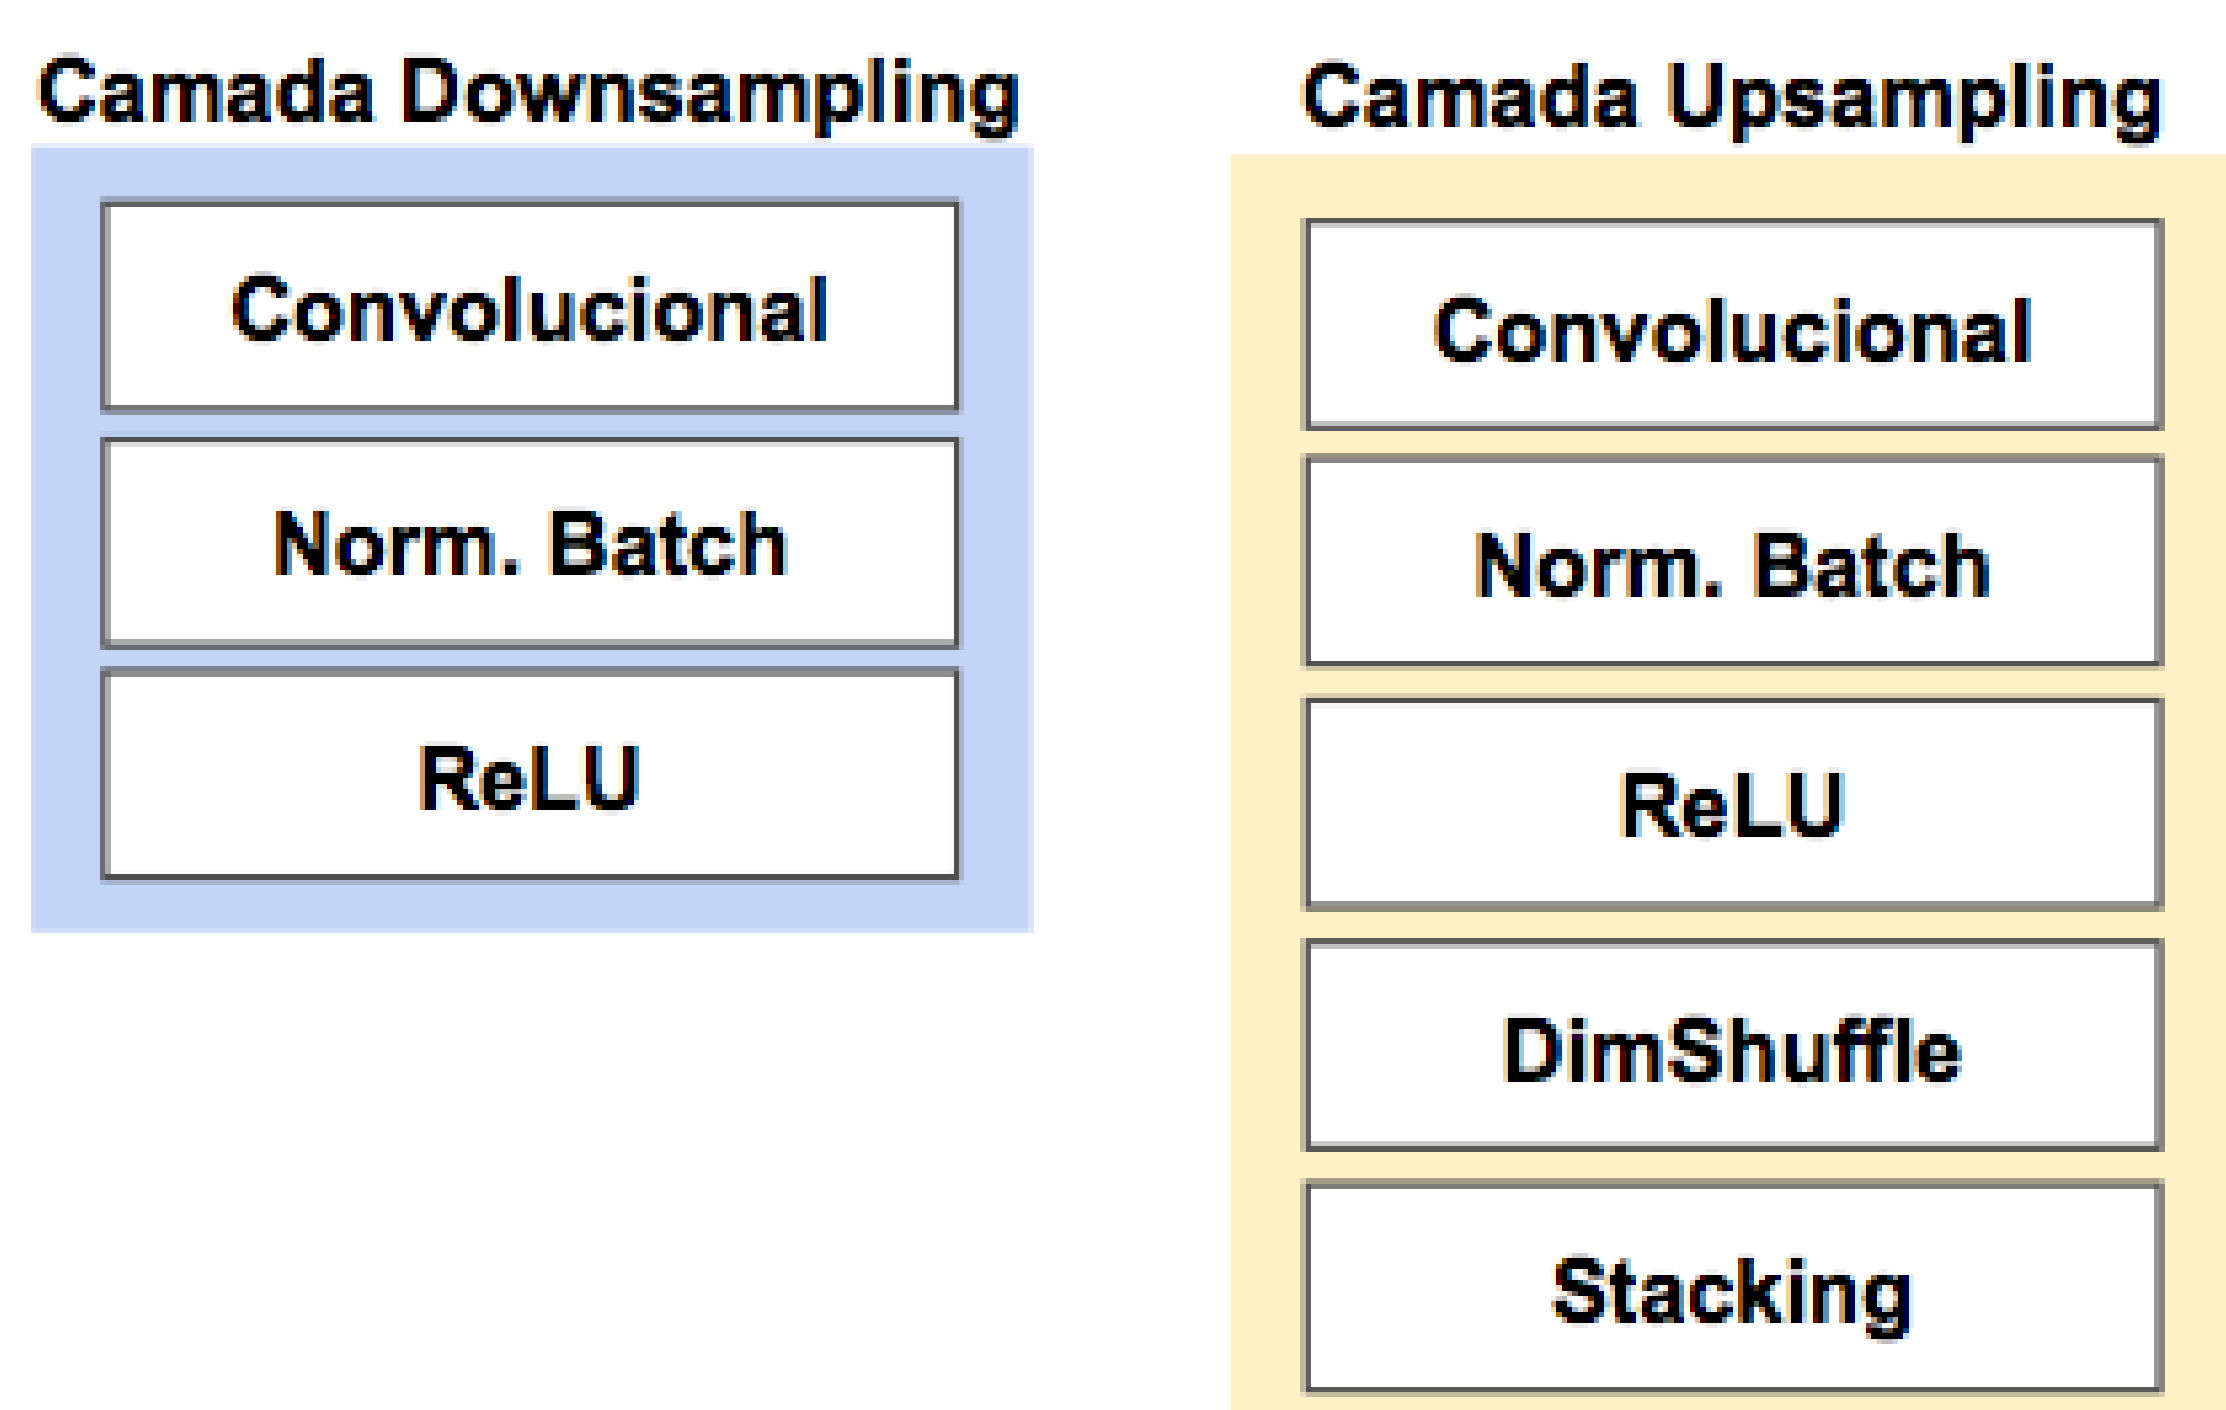 Camada Downsampling
Convolucional
Norm. Batch
ReLU
Camada Upsampling
Convolucional
Norm. Batch
ReLU
DimShuffle
Stacking